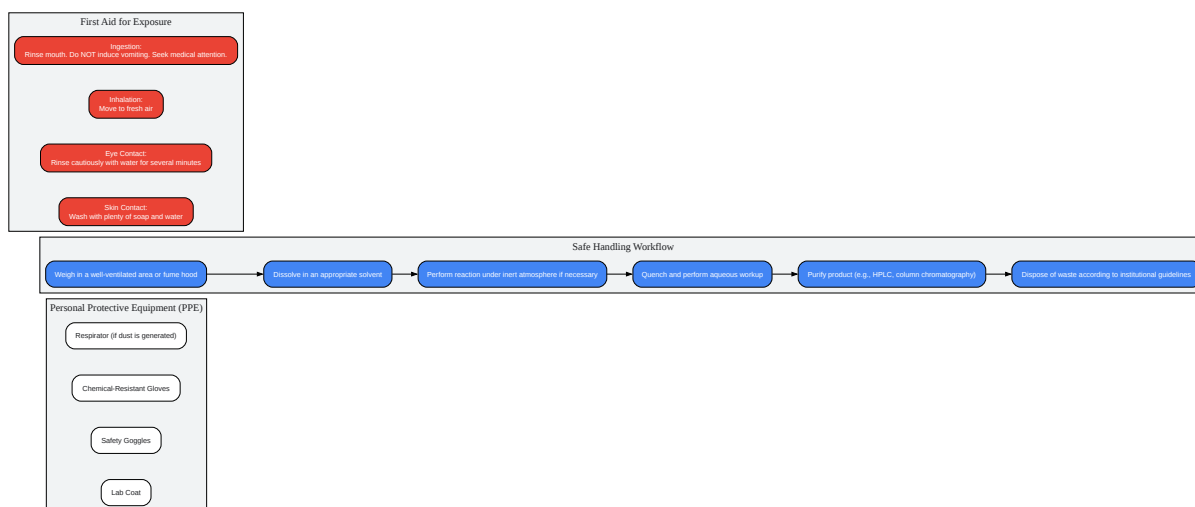 First Aid for Exposure
Ingestion:
Rinse mouth. Do NOT induce vomiting. Seek medical attention.
Inhalation:
Move to fresh air
Eye Contact:
Rinse cautiously with water for several minutes
Skin Contact:
Wash with plenty of soap and water
Safe Handling Workflow
Weigh in a well-ventilated area or fume hood
Dissolve in an appropriate solvent
Perform reaction under inert atmosphere if necessary
Quench and perform aqueous workup
Purify product (e.g., HPLC, column chromatography)
Dispose of waste according to institutional guidelines
Personal Protective Equipment (PPE)
Respirator (if dust is generated)
Chemical-Resistant Gloves
Safety Goggles
Lab Coat